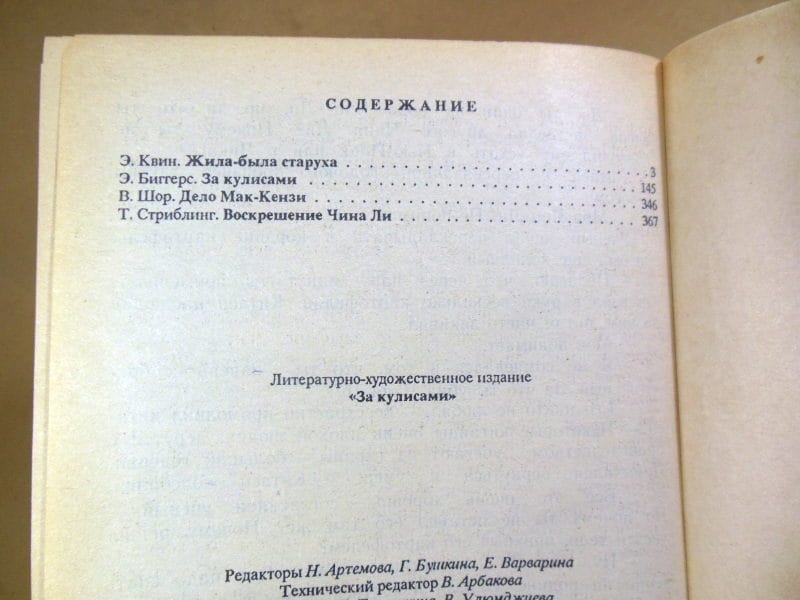 СОДЕРЖАНИЕ
Э. Квин. Жила-была старуха . . . . . . . . . . . . . . . . . . . . . . 3
Э. Биггерс. За кулисами . . . . . . . . . . . . . . . . . . . . . . . . 145
В. Шор. Дело Мак-Кензи . . . . . . . . . . . . . . . . . . . . . . . . 346
Т. Стриблинг. Воскрешение Чина Ли . . . . . . . . . . . . . . . . . . 367
Литературно-художественное издание
«За кулисами»
Редакторы Н. Артемова, Г. Бушкина, Е. Варварина
Технический редактор В. Арбакова
В. Улюмджиева